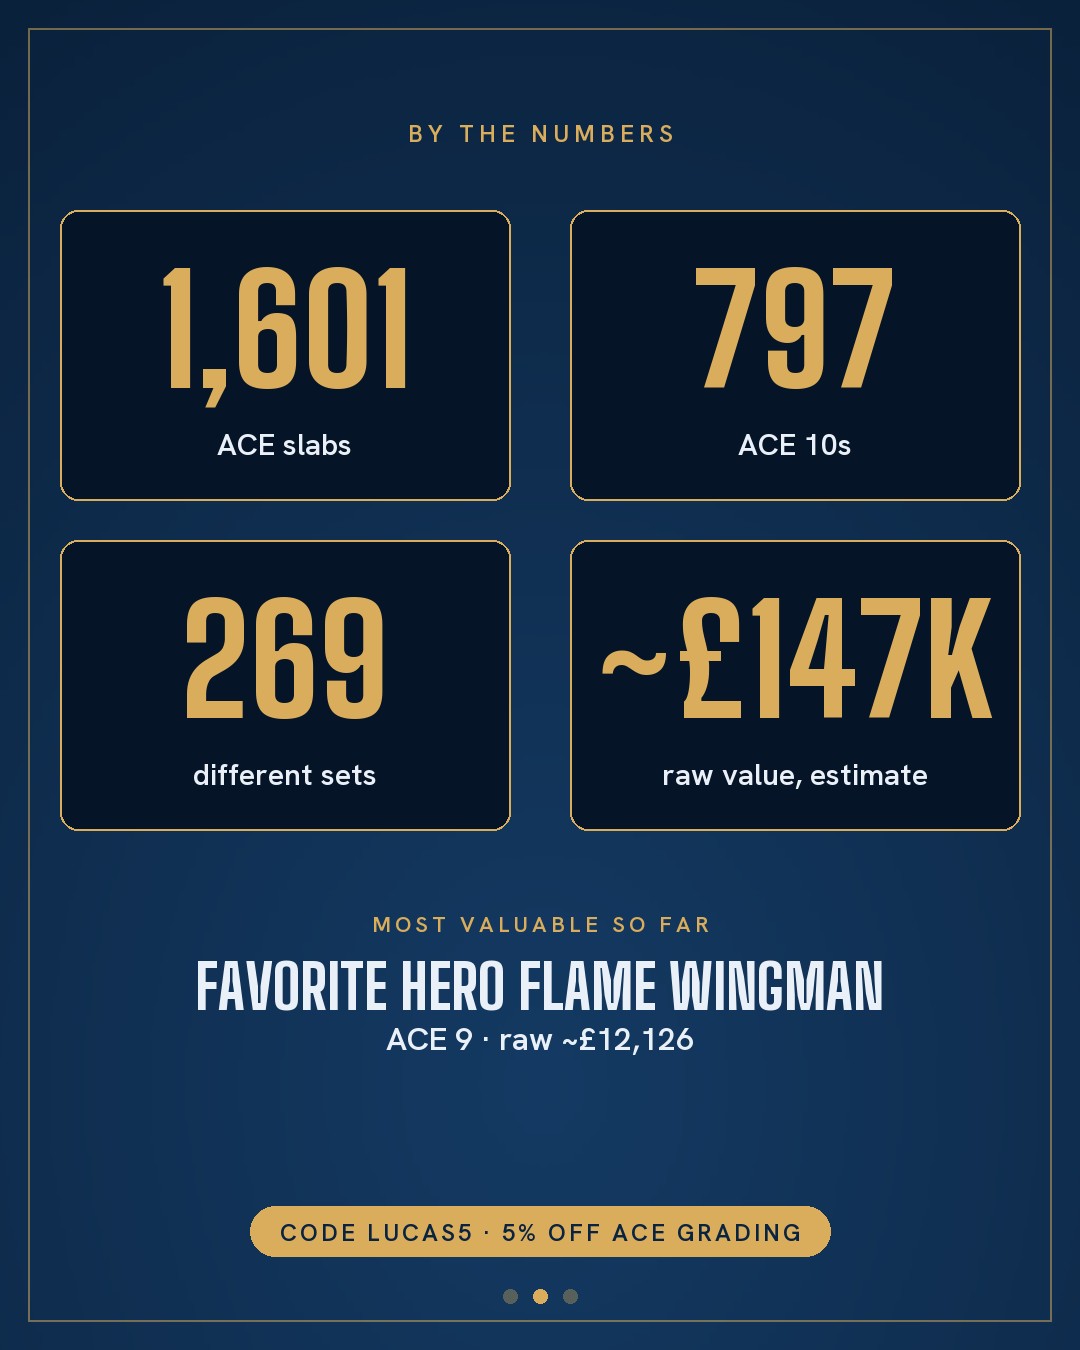 BY THE NUMBERS
1,601
ACE slabs
797
ACE 10s
269
different sets
~£147K
raw value, estimate
MOST VALUABLE SO FAR
FAVORITE HERO FLAME WINGMAN
ACE 9 · raw ~£12,126
CODE LUCAS5 · 5% OFF ACE GRADING